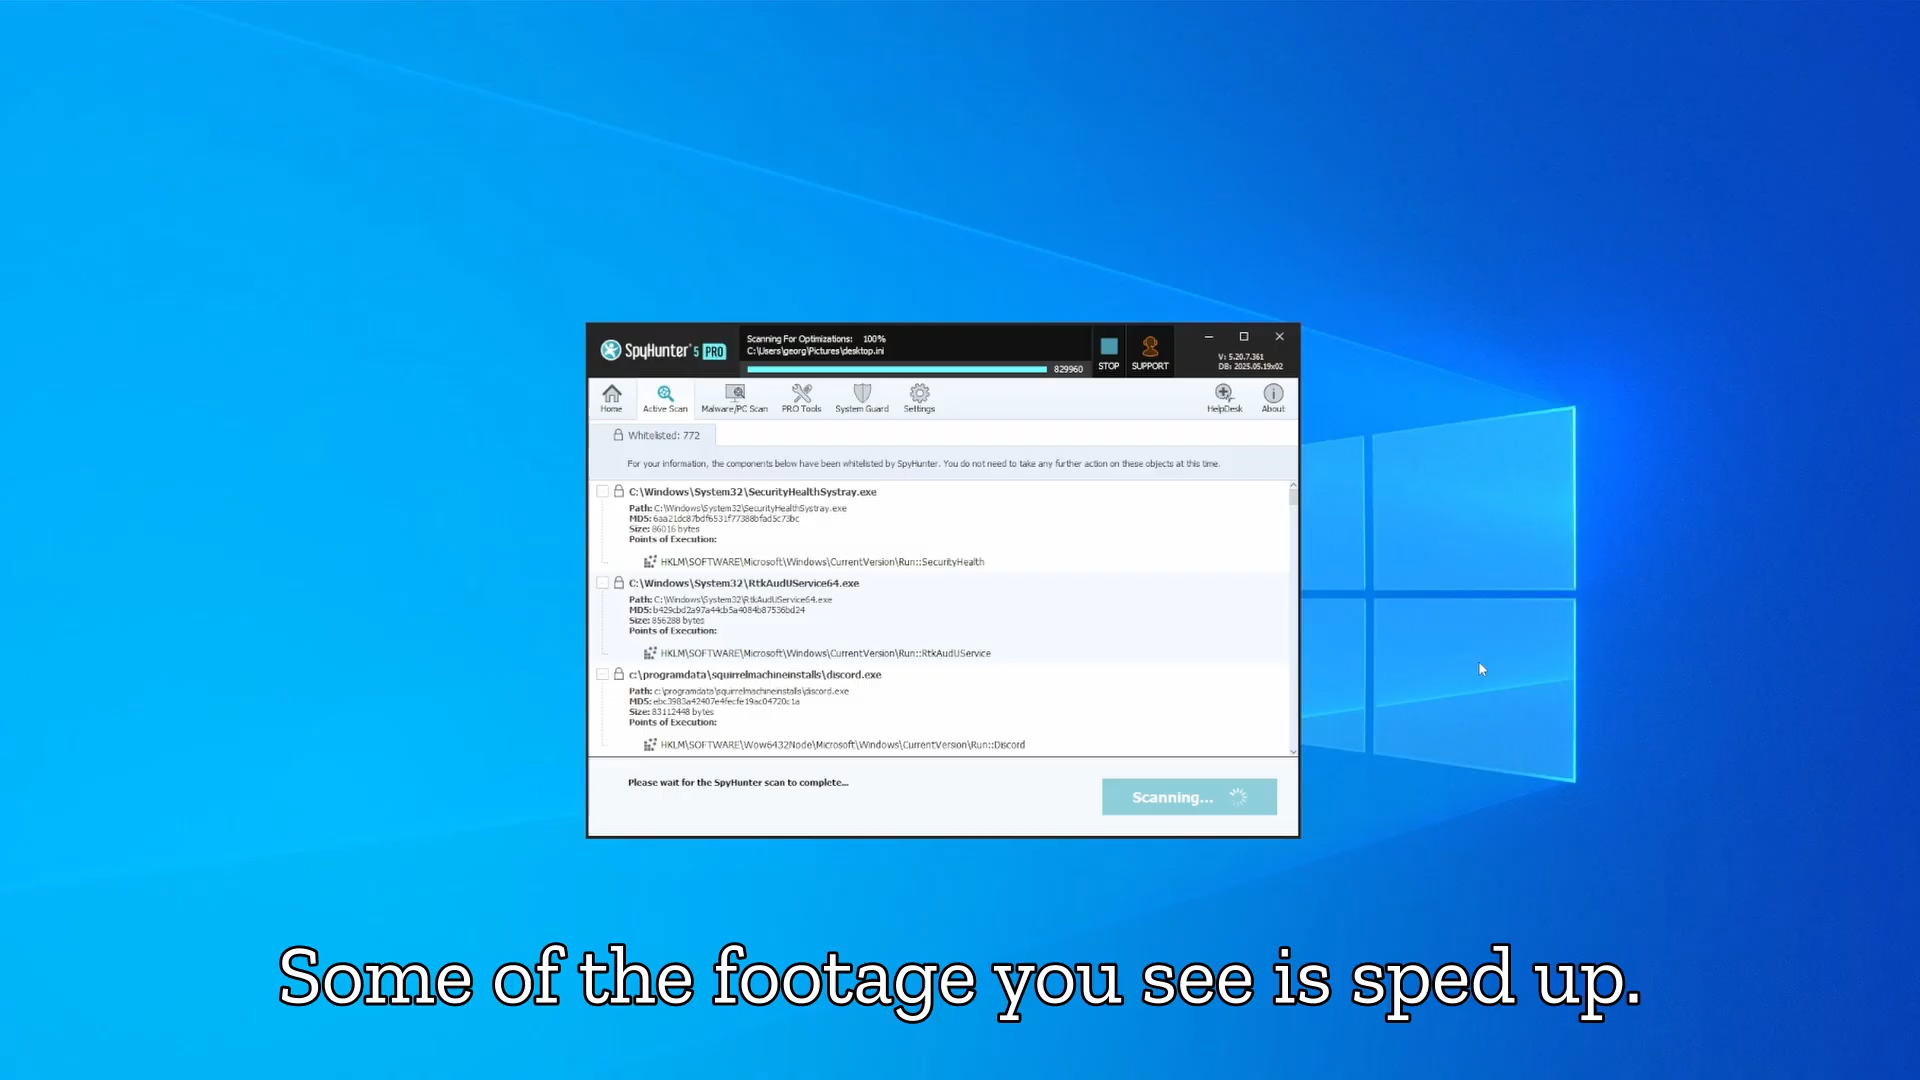 SpyHunter® 5 PRO
Scanning For Optimizations: 100%
C:\Users\georg\Pictures\desktop.ini
829960
STOP
SUPPORT
V: 5.20.7.361
DB: 2025.05.19x02
Home
Active Scan
Malware/PC Scan
PRO Tools
System Guard
Settings
HelpDesk
About
Whitelisted: 772
For your information, the components below have been whitelisted by SpyHunter. You do not need to take any further action on these objects at this time.
C:\Windows\System32\SecurityHealthSystray.exe
Path: C:\Windows\System32\SecurityHealthSystray.exe
MD5: 6aa21dc87bdf6531f77388bfad5c73bc
Size: 86016 bytes
Points of Execution:
HKLM\SOFTWARE\Microsoft\Windows\CurrentVersion\Run::SecurityHealth
C:\Windows\System32\RtkAudUService64.exe
Path: C:\Windows\System32\RtkAudUService64.exe
MD5: b429cbd2a97a44cb5a4084b87536bd24
Size: 856288 bytes
Points of Execution:
HKLM\SOFTWARE\Microsoft\Windows\CurrentVersion\Run::RtkAudUService
c:\programdata\squirrelmachineinstalls\discord.exe
Path: c:\programdata\squirrelmachineinstalls\discord.exe
MD5: ebc3983a42407e4fecfe19ac04720c1a
Size: 83112448 bytes
Points of Execution:
HKLM\SOFTWARE\Wow6432Node\Microsoft\Windows\CurrentVersion\Run::Discord
Please wait for the SpyHunter scan to complete...
Scanning...
Some of the footage you see is sped up.